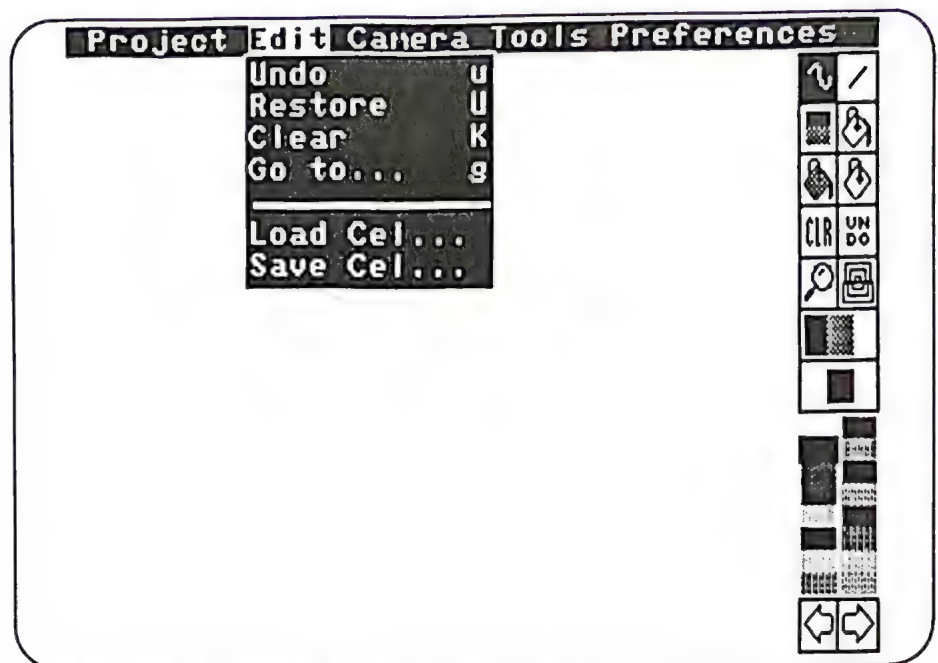 Project Edit Camera Tools Preferences
Undo u
Restore U
Clear K
Go to... g
Load Cel...
Save Cel...
CLR UN
DO